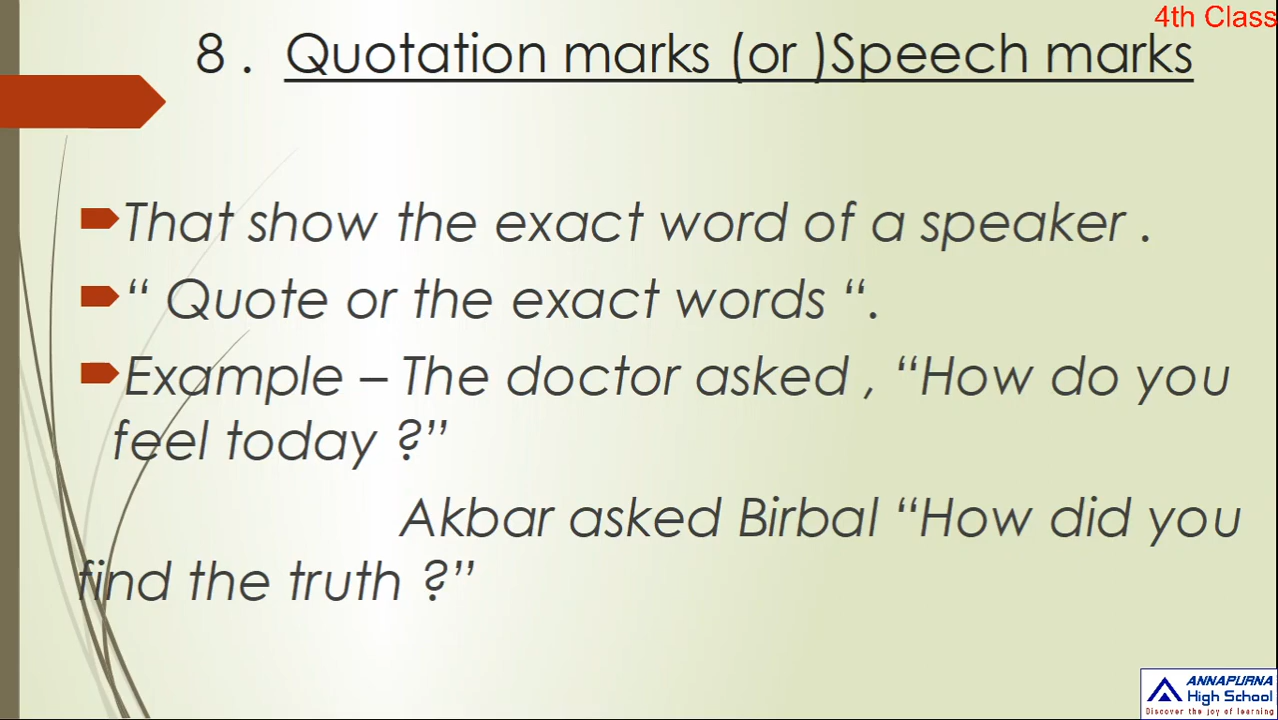 4th Class
8 . Quotation marks (or )Speech marks
That show the exact word of a speaker .
“ Quote or the exact words “.
Example – The doctor asked , “How do you
feel today ?”
Akbar asked Birbal “How did you
find the truth ?”
ANNAPURNA
High School
Discover the joy of learning